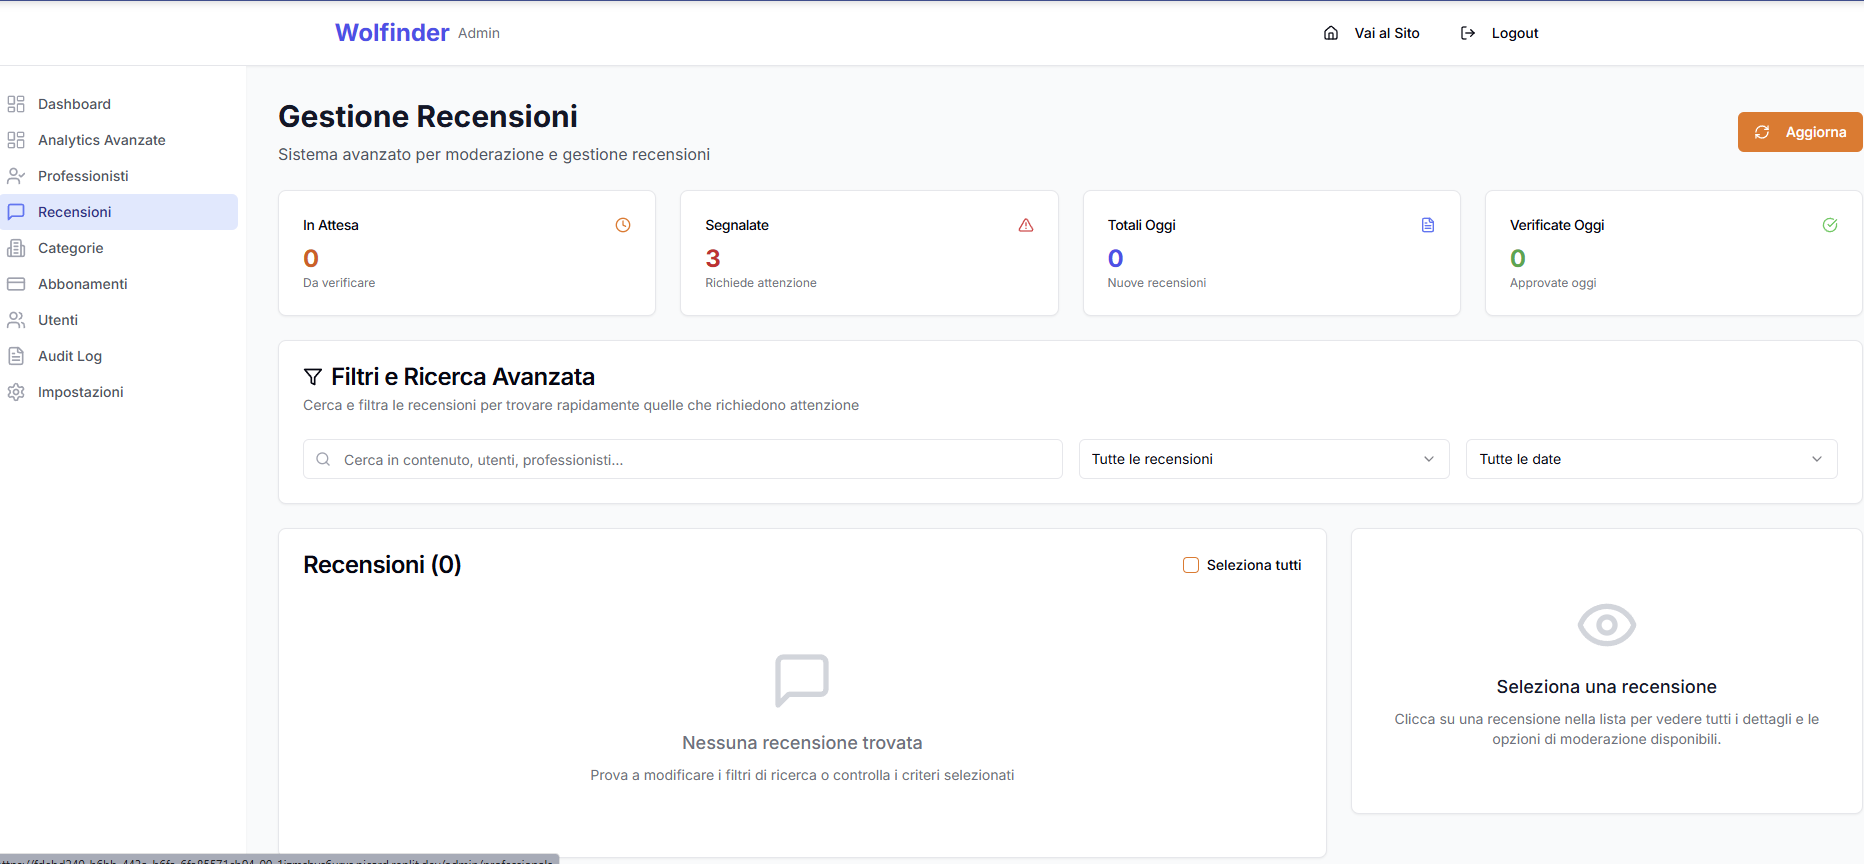 Wolfinder Admin
Vai al Sito
Logout
Dashboard
Analytics Avanzate
Professionisti
Recensioni
Categorie
Abbonamenti
Utenti
Audit Log
Impostazioni
Gestione Recensioni
Sistema avanzato per moderazione e gestione recensioni
Aggiorna
In Attesa
0
Da verificare
Segnalate
3
Richiede attenzione
Totali Oggi
0
Nuove recensioni
Verificate Oggi
0
Approvate oggi
Filtri e Ricerca Avanzata
Cerca e filtra le recensioni per trovare rapidamente quelle che richiedono attenzione
Cerca in contenuto, utenti, professionisti...
Tutte le recensioni
Tutte le date
Recensioni (0)
Seleziona tutti
Nessuna recensione trovata
Prova a modificare i filtri di ricerca o controlla i criteri selezionati
Seleziona una recensione
Clicca su una recensione nella lista per vedere tutti i dettagli e le
opzioni di moderazione disponibili.